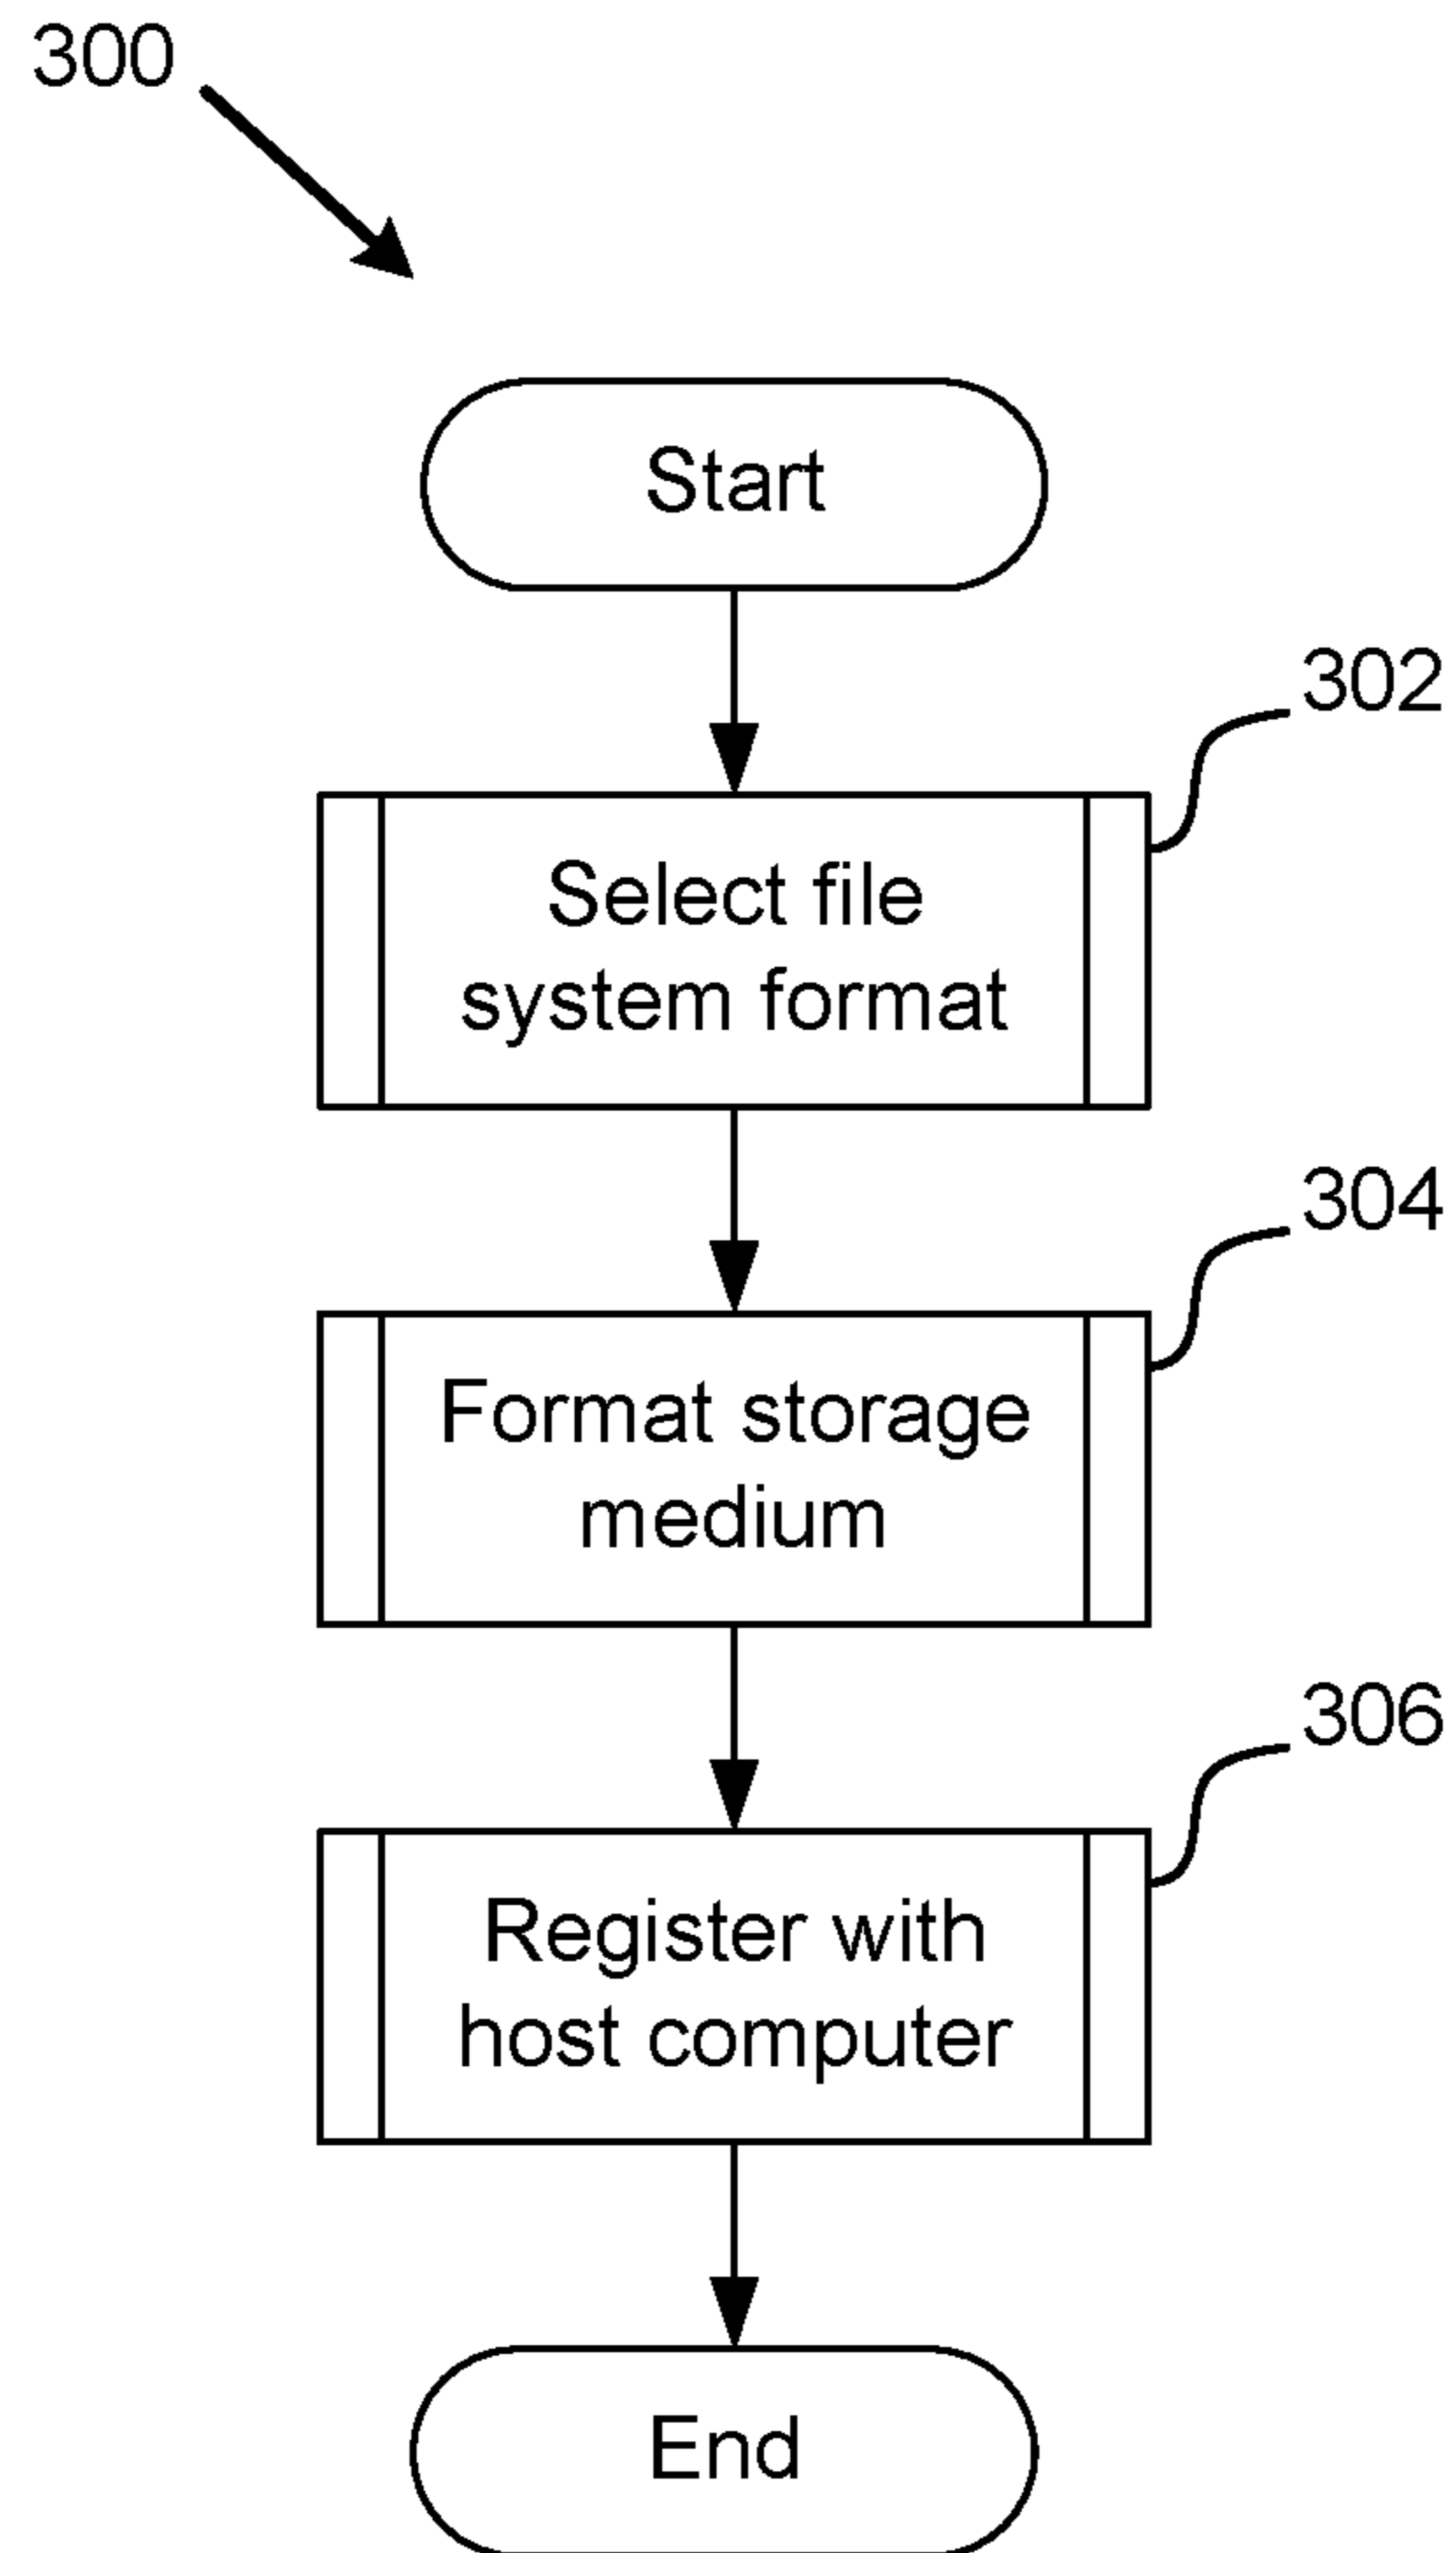 300
Start
302
Select file
system format
304
Format storage
medium
306
Register with
host computer
End